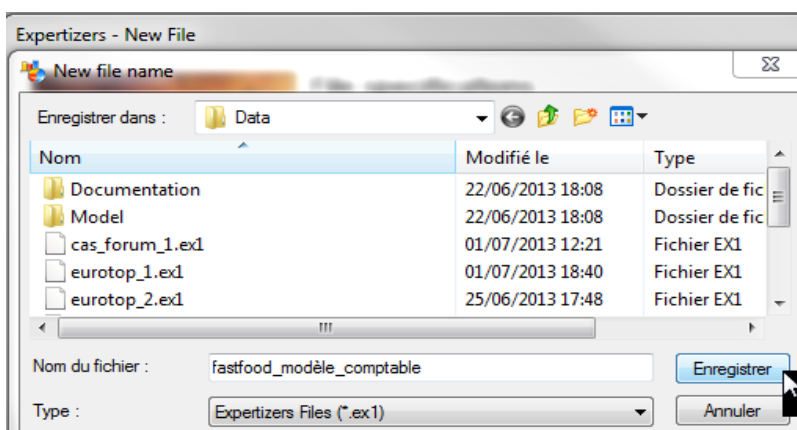 Expertizers - New File
New file name
Enregistrer dans : Data
Nom Modifié le Type
Documentation 22/06/2013 18:08 Dossier de fic
Model 22/06/2013 18:08 Dossier de fic
cas_forum_1.ex1 01/07/2013 12:21 Fichier EX1
eurotop_1.ex1 01/07/2013 18:40 Fichier EX1
eurotop_2.ex1 25/06/2013 17:48 Fichier EX1
Nom du fichier : fastfood_modèle_comptable Enregistrer
Type : Expertizers Files (*.ex1) Annuler